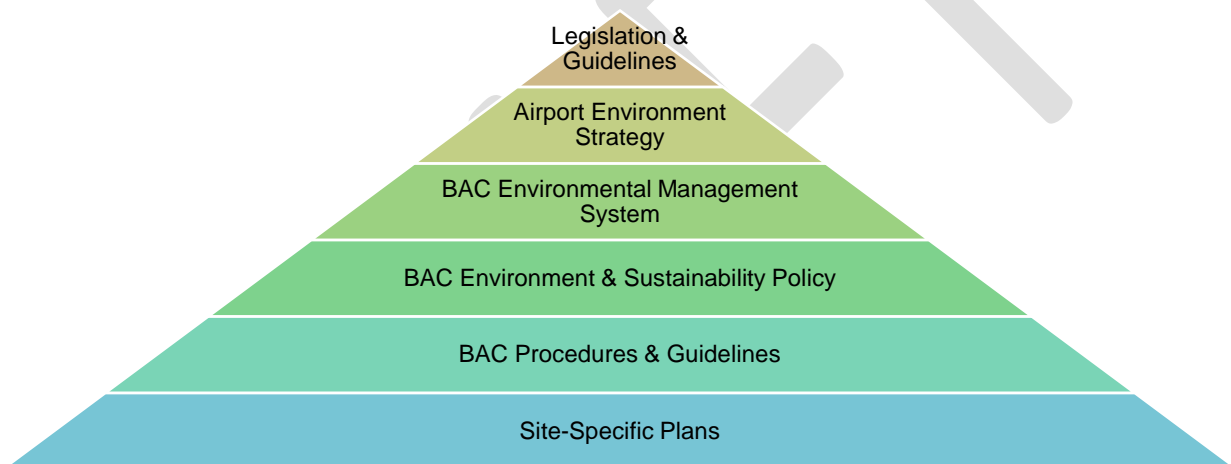 Legislation &
Guidelines
Airport Environment
Strategy
BAC Environmental Management
System
BAC Environment & Sustainability Policy
BAC Procedures & Guidelines
Site-Specific Plans